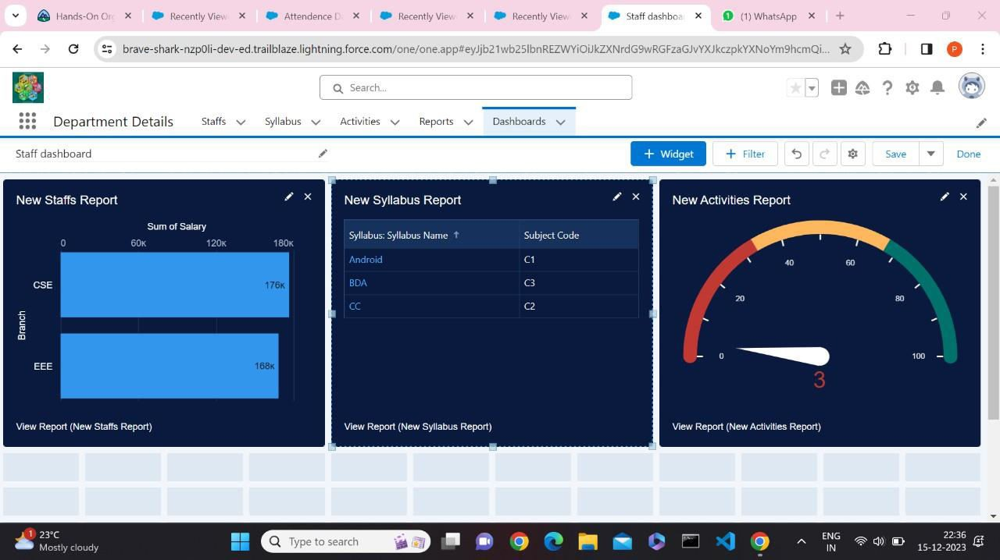 Hands-On Or
Recently View
Attendence D
Recently View
Recently View
Staff dashboa
(1) WhatsApp
brave-shark-nzp0li-dev-ed.trailblaze.lightning.force.com/one/one.app#eyJjb21wb25lbnREZWYiOiJkZXNrdG9wRGFzaGJvYXJkczpkYXNoYm9hcmQi...
P
Search...
Department Details
Staffs
Syllabus
Activities
Reports
Dashboards
Staff dashboard
+ Widget
+ Filter
Save
Done
New Staffs Report
Sum of Salary
0 60K 120K 180K
Branch
CSE
176K
EEE
168K
View Report (New Staffs Report)
New Syllabus Report
Syllabus: Syllabus Name ↑ Subject Code
Android C1
BDA C3
CC C2
View Report (New Syllabus Report)
New Activities Report
0
20
40
60
80
100
3
View Report (New Activities Report)
1
23°C
Mostly cloudy
Type to search
ENG
IN
22:36
15-12-2023